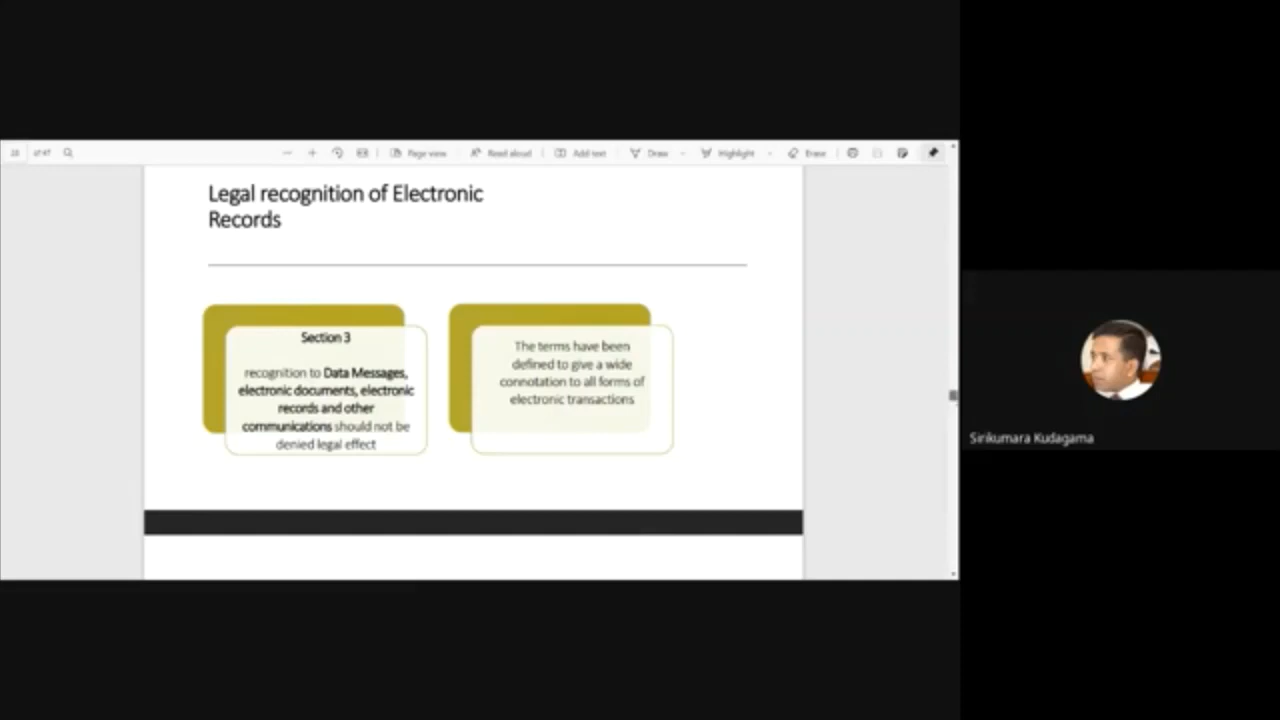 of 47
Page view
Read aloud
Add text
Draw
Highlight
Erase
Legal recognition of Electronic
Records
Section 3
recognition to Data Messages,
electronic documents, electronic
records and other
communications should not be
denied legal effect
The terms have been
defined to give a wide
connotation to all forms of
electronic transactions
Sirikumara Kudagama